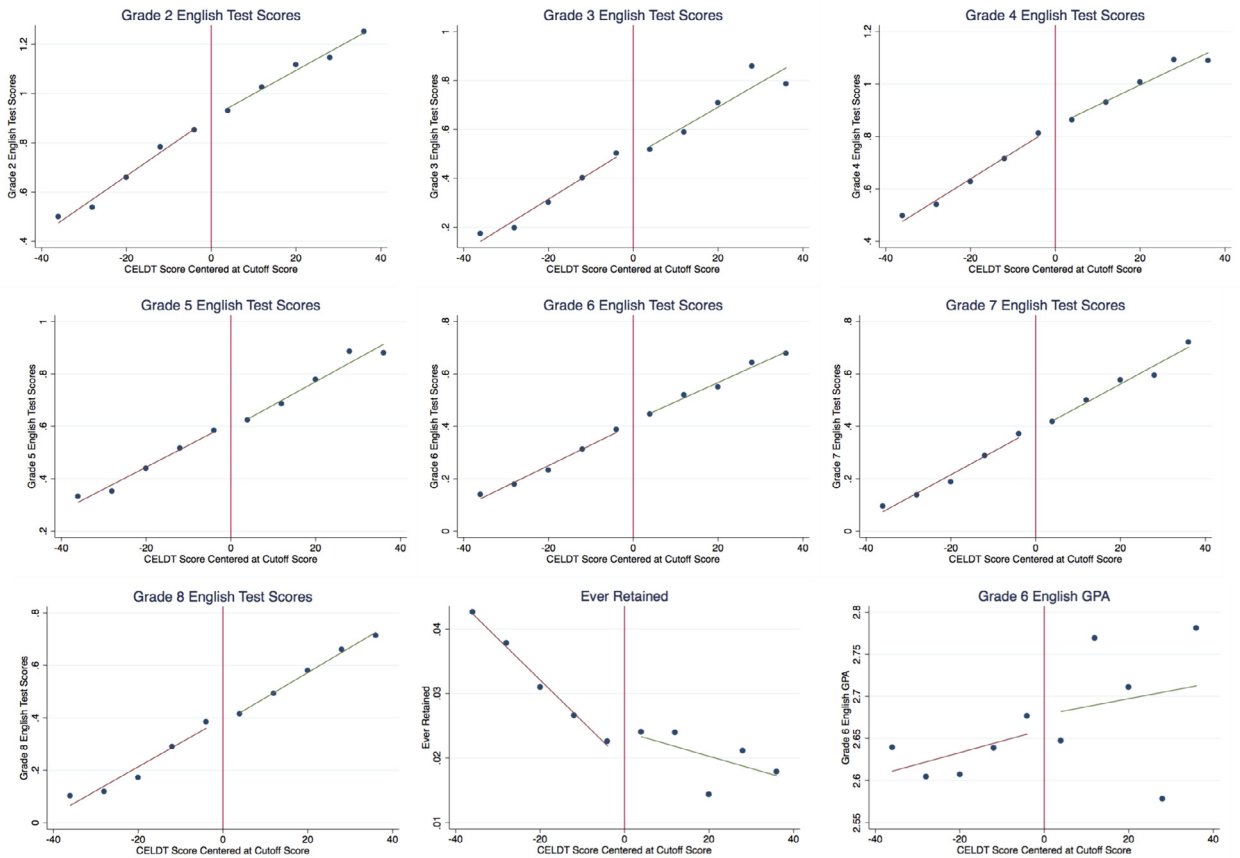 Grade 2 English Test Scores
Grade 2 English Test Scores
1.2
1
.8
.6
.4
-40 -20 0 20 40
CELDT Score Centered at Cutoff Score
Grade 3 English Test Scores
Grade 3 English Test Scores
1
.8
.6
.4
.2
-40 -20 0 20 40
CELDT Score Centered at Cutoff Score
Grade 4 English Test Scores
Grade 4 English Test Scores
1.2
1
.8
.6
.4
-40 -20 0 20 40
CELDT Score Centered at Cutoff Score
Grade 5 English Test Scores
Grade 5 English Test Scores
1
.8
.6
.4
.2
-40 -20 0 20 40
CELDT Score Centered at Cutoff Score
Grade 6 English Test Scores
Grade 6 English Test Scores
.8
.6
.4
.2
0
-40 -20 0 20 40
CELDT Score Centered at Cutoff Score
Grade 7 English Test Scores
Grade 7 English Test Scores
.8
.6
.4
.2
0
-40 -20 0 20 40
CELDT Score Centered at Cutoff Score
Grade 8 English Test Scores
Grade 8 English Test Scores
.8
.6
.4
.2
0
-40 -20 0 20 40
CELDT Score Centered at Cutoff Score
Ever Retained
Ever Retained
.04
.03
.02
.01
-40 -20 0 20 40
CELDT Score Centered at Cutoff Score
Grade 6 English GPA
Grade 6 English GPA
2.8
2.75
2.7
2.65
2.6
2.55
-40 -20 0 20 40
CELDT Score Centered at Cutoff Score